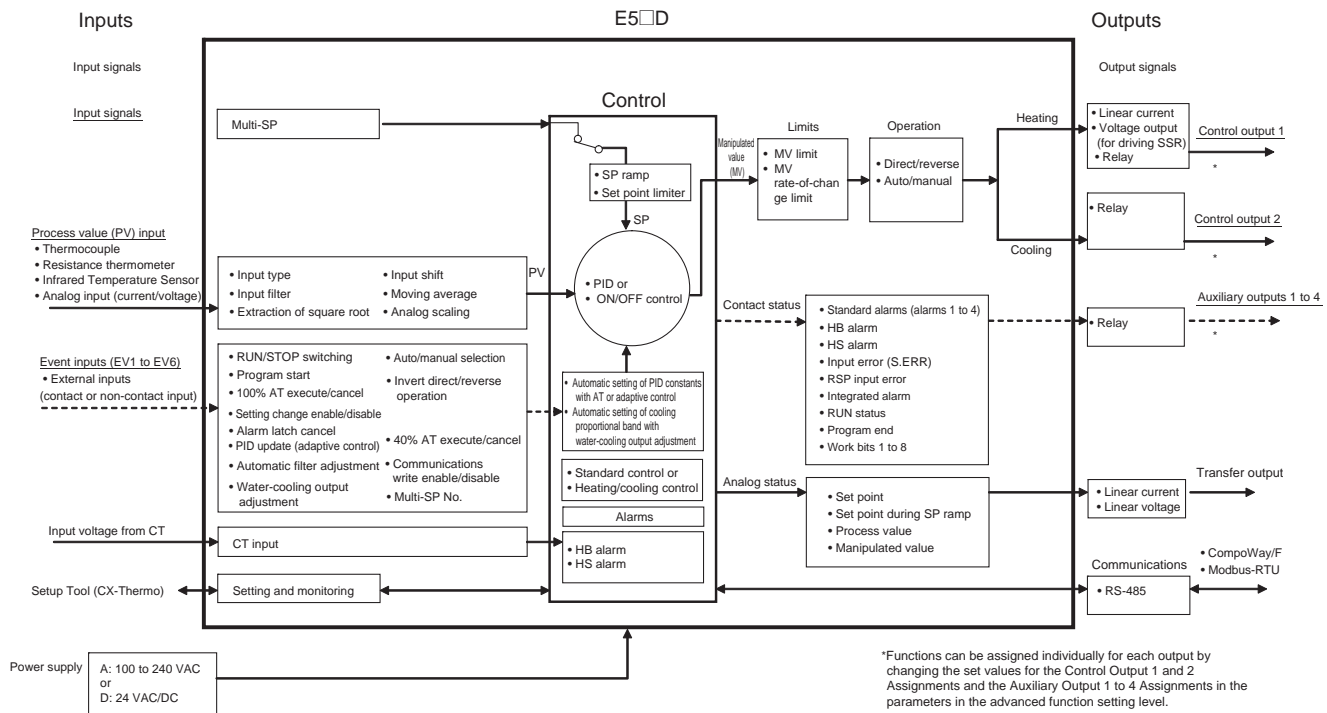 Inputs
E5□D
Outputs
Input signals
Output signals
Input signals
Control
Multi-SP
• SP ramp
• Set point limiter
SP
Manipulated
value
(MV)
Limits
• MV limit
• MV
rate-of-chan
ge limit
Operation
• Direct/reverse
• Auto/manual
Heating
Cooling
• Linear current
• Voltage output
(for driving SSR)
• Relay
Control output 1
*
• Relay
Control output 2
*
Process value (PV) input
• Thermocouple
• Resistance thermometer
• Infrared Temperature Sensor
• Analog input (current/voltage)
• Input type
• Input filter
• Extraction of square root
• Input shift
• Moving average
• Analog scaling
PV
• PID or
• ON/OFF control
Contact status
• Standard alarms (alarms 1 to 4)
• HB alarm
• HS alarm
• Input error (S.ERR)
• RSP input error
• Integrated alarm
• RUN status
• Program end
• Work bits 1 to 8
• Relay
Auxiliary outputs 1 to 4
*
Event inputs (EV1 to EV6)
• External inputs
(contact or non-contact input)
• RUN/STOP switching
• Program start
• 100% AT execute/cancel
• Setting change enable/disable
• Alarm latch cancel
• PID update (adaptive control)
• Automatic filter adjustment
• Water-cooling output
adjustment
• Auto/manual selection
• Invert direct/reverse
operation
• 40% AT execute/cancel
• Communications
write enable/disable
• Multi-SP No.
• Automatic setting of PID constants
with AT or adaptive control
• Automatic setting of cooling
proportional band with
water-cooling output adjustment
• Standard control or
• Heating/cooling control
Analog status
• Set point
• Set point during SP ramp
• Process value
• Manipulated value
• Linear current
• Linear voltage
Transfer output
Input voltage from CT
CT input
Alarms
• HB alarm
• HS alarm
Setup Tool (CX-Thermo)
Setting and monitoring
Communications
• RS-485
• CompoWay/F
• Modbus-RTU
Power supply
A: 100 to 240 VAC
or
D: 24 VAC/DC
*Functions can be assigned individually for each output by
changing the set values for the Control Output 1 and 2
Assignments and the Auxiliary Output 1 to 4 Assignments in the
parameters in the advanced function setting level.